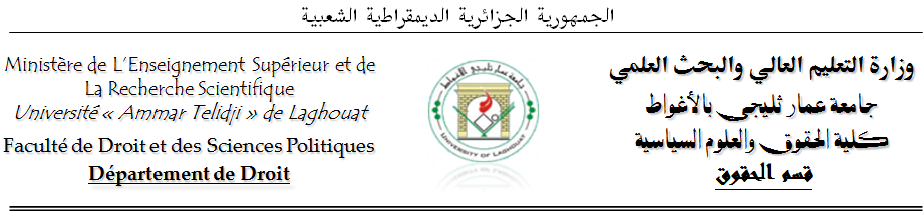 الجمهورية الجزائرية الديمقراطية الشعبية
وزارة التعليم العالي والبحث العلمي
جامعة عمار ثليجي بالأغواط
كلية الحقوق والعلوم السياسية
قسم الحقوق
جامعة عمار ثليجي الأغواط
UNIVERSITY OF LAGHOUAT
Ministère de L'Enseignement Supérieur et de
La Recherche Scientifique
Université « Ammar Telidji » de Laghouat
Faculté de Droit et des Sciences Politiques
Département de Droit